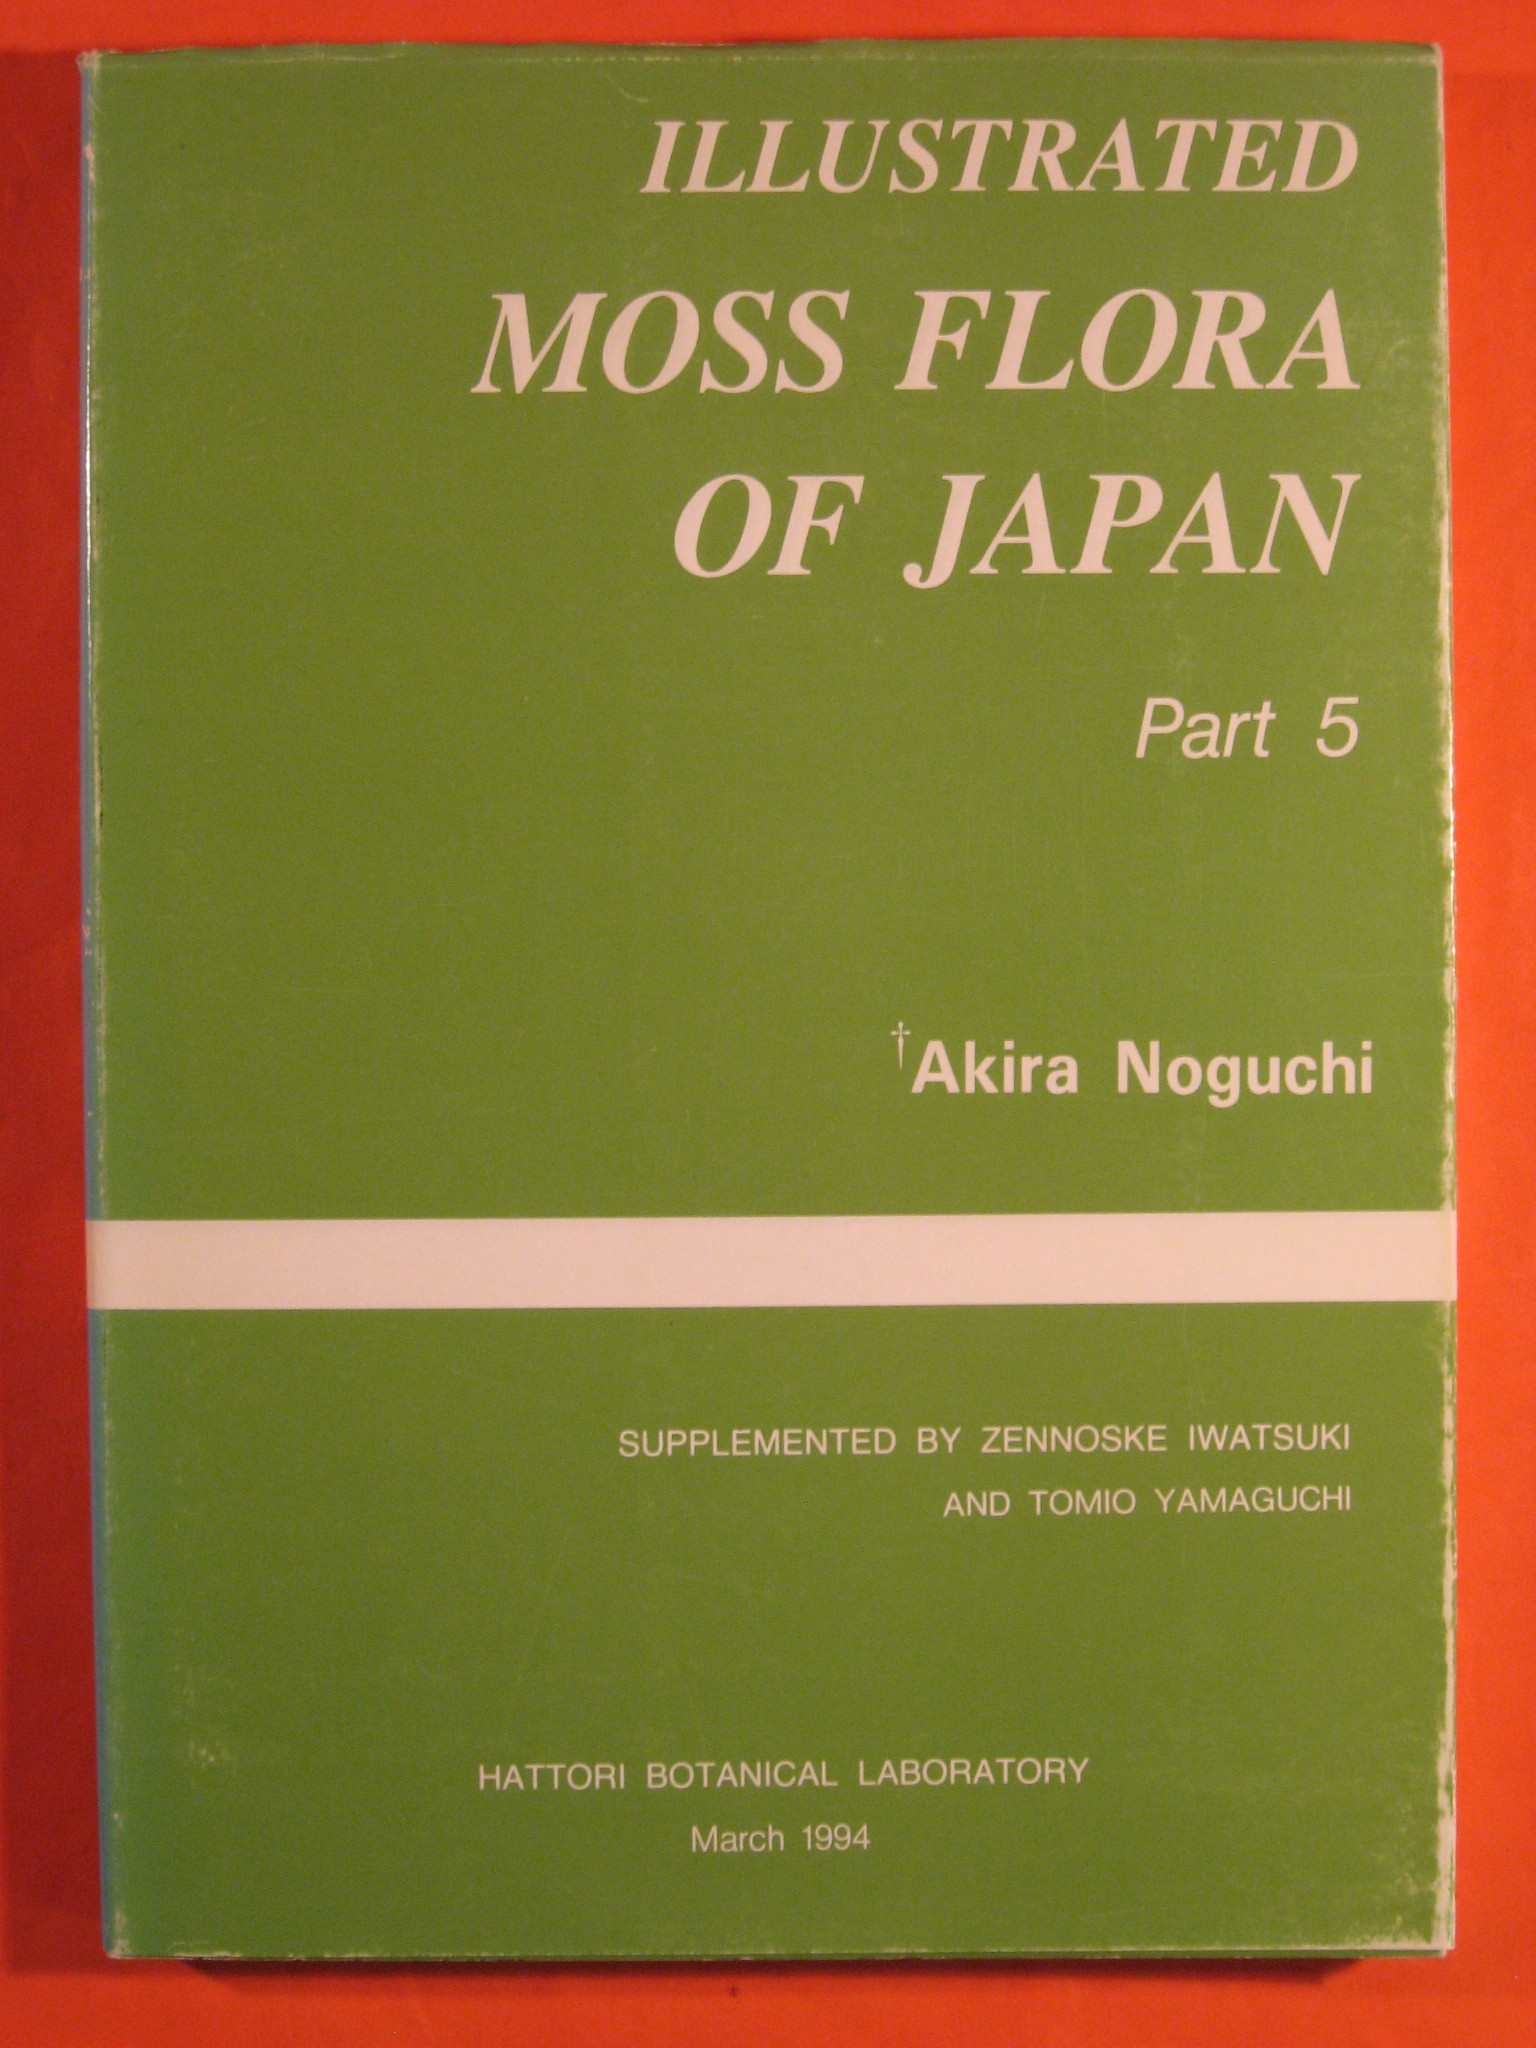 ILLUSTRATED
MOSS FLORA
OF JAPAN
Part 5
†Akira Noguchi
SUPPLEMENTED BY ZENNOSKE IWATSUKI
AND TOMIO YAMAGUCHI
HATTORI BOTANICAL LABORATORY
March 1994